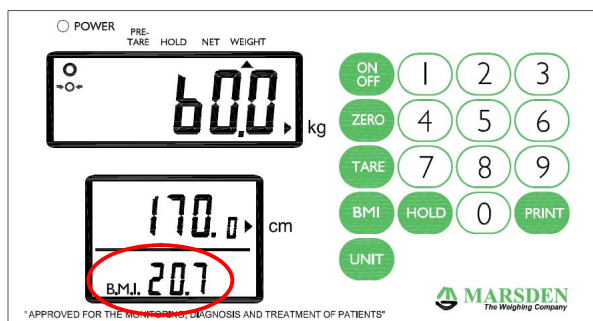 POWER
PRE-
TARE HOLD NET WEIGHT
60.0 kg
170.0 cm
B.M.I. 20.7
ON
OFF 1 2 3
ZERO 4 5 6
TARE 7 8 9
BMI HOLD 0 PRINT
UNIT
MARSDEN
The Weighing Company
"APPROVED FOR THE MONITORING, DIAGNOSIS AND TREATMENT OF PATIENTS"